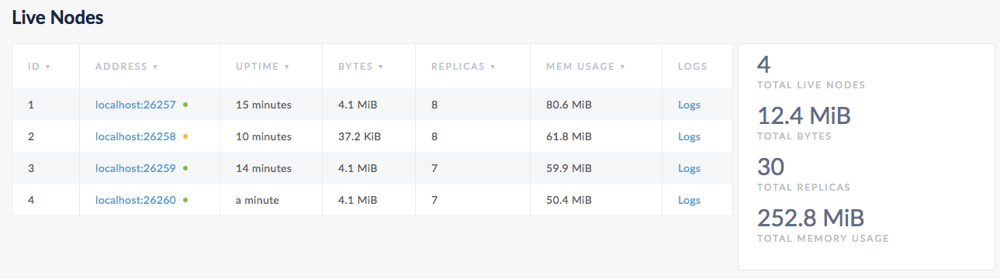 Live Nodes
ID ▼ ADDRESS ▼ UPTIME ▼ BYTES ▼ REPLICAS ▼ MEM USAGE ▼ LOGS
1 localhost:26257 15 minutes 4.1 MiB 8 80.6 MiB Logs
2 localhost:26258 10 minutes 37.2 KiB 8 61.8 MiB Logs
3 localhost:26259 14 minutes 4.1 MiB 7 59.9 MiB Logs
4 localhost:26260 a minute 4.1 MiB 7 50.4 MiB Logs
4
TOTAL LIVE NODES
12.4 MiB
TOTAL BYTES
30
TOTAL REPLICAS
252.8 MiB
TOTAL MEMORY USAGE